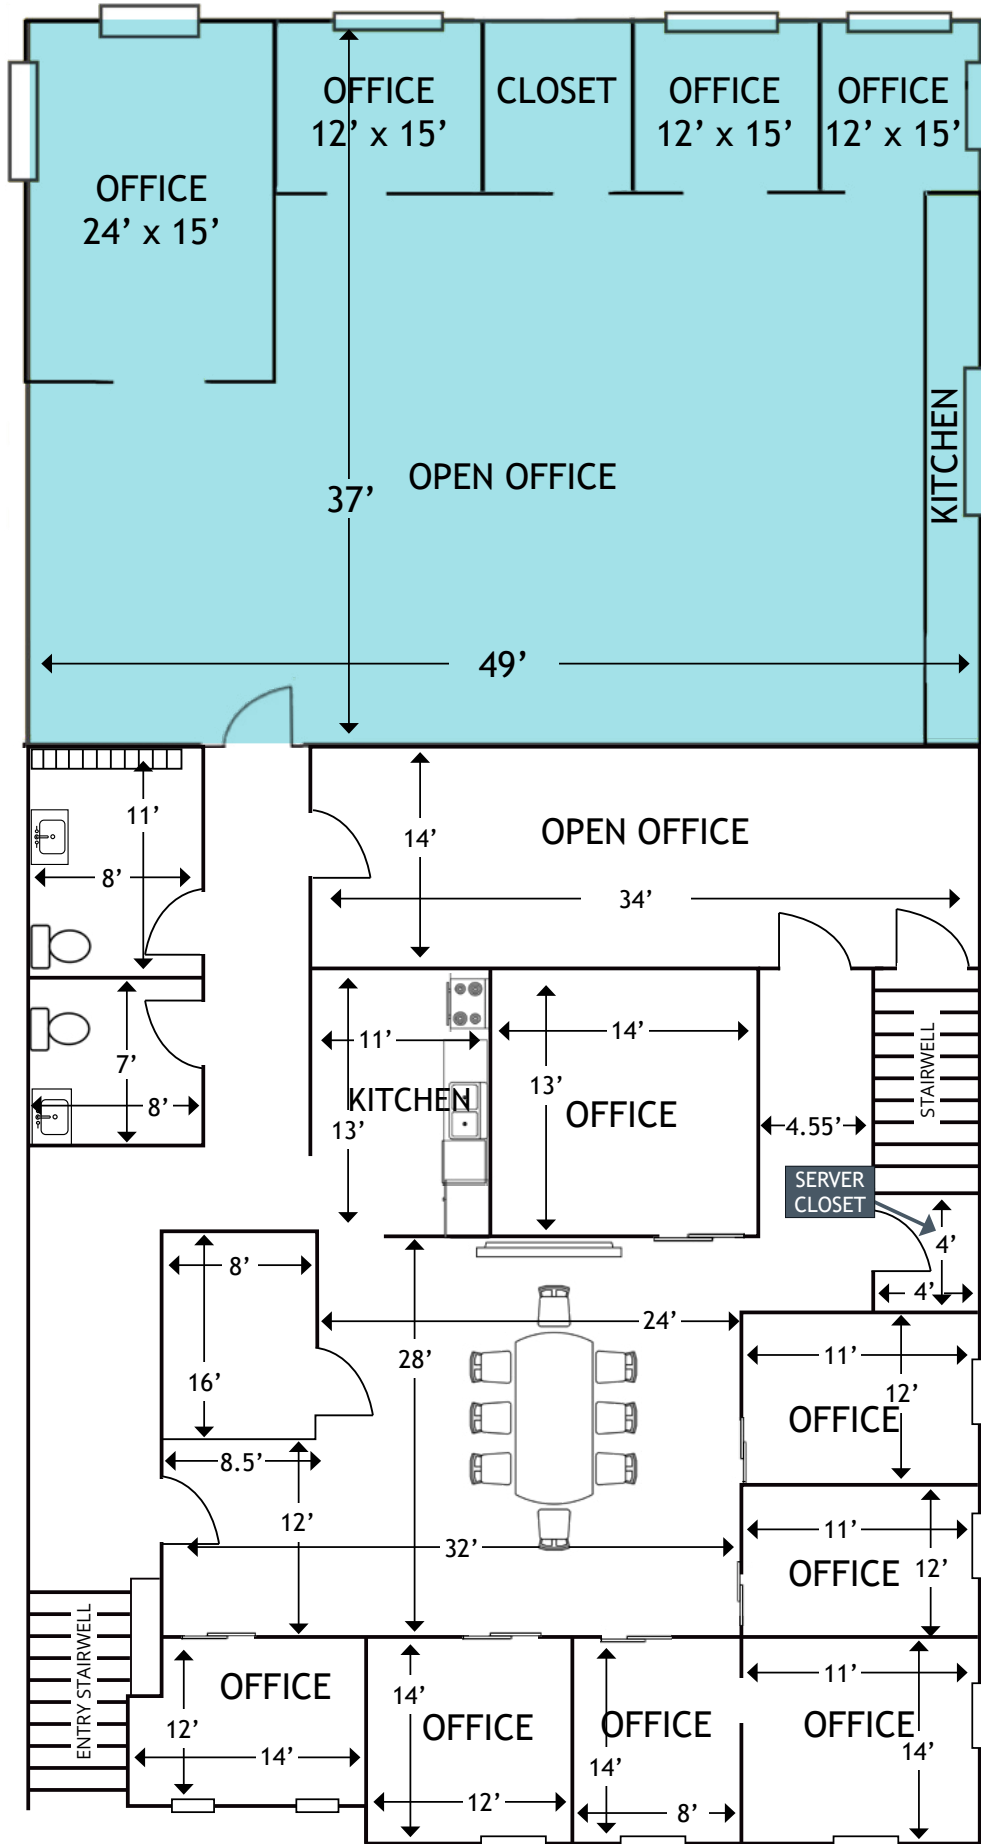 OFFICE
12’ x 15’
CLOSET
OFFICE
12’ x 15’
OFFICE
12’ x 15’
OFFICE
24’ x 15’
OPEN OFFICE
37’
KITCHEN
49’
11’
8’
14’
OPEN OFFICE
34’
7’
8’
11’
KITCHEN
13’
14’
13’
OFFICE
4.55’
STAIRWELL
SERVER
CLOSET
4’
4’
8’
16’
8.5’
12’
24’
28’
32’
11’
12’
OFFICE
11’
12’
OFFICE
ENTRY STAIRWELL
OFFICE
12’
14’
14’
OFFICE
12’
OFFICE
14’
8’
11’
OFFICE
14’